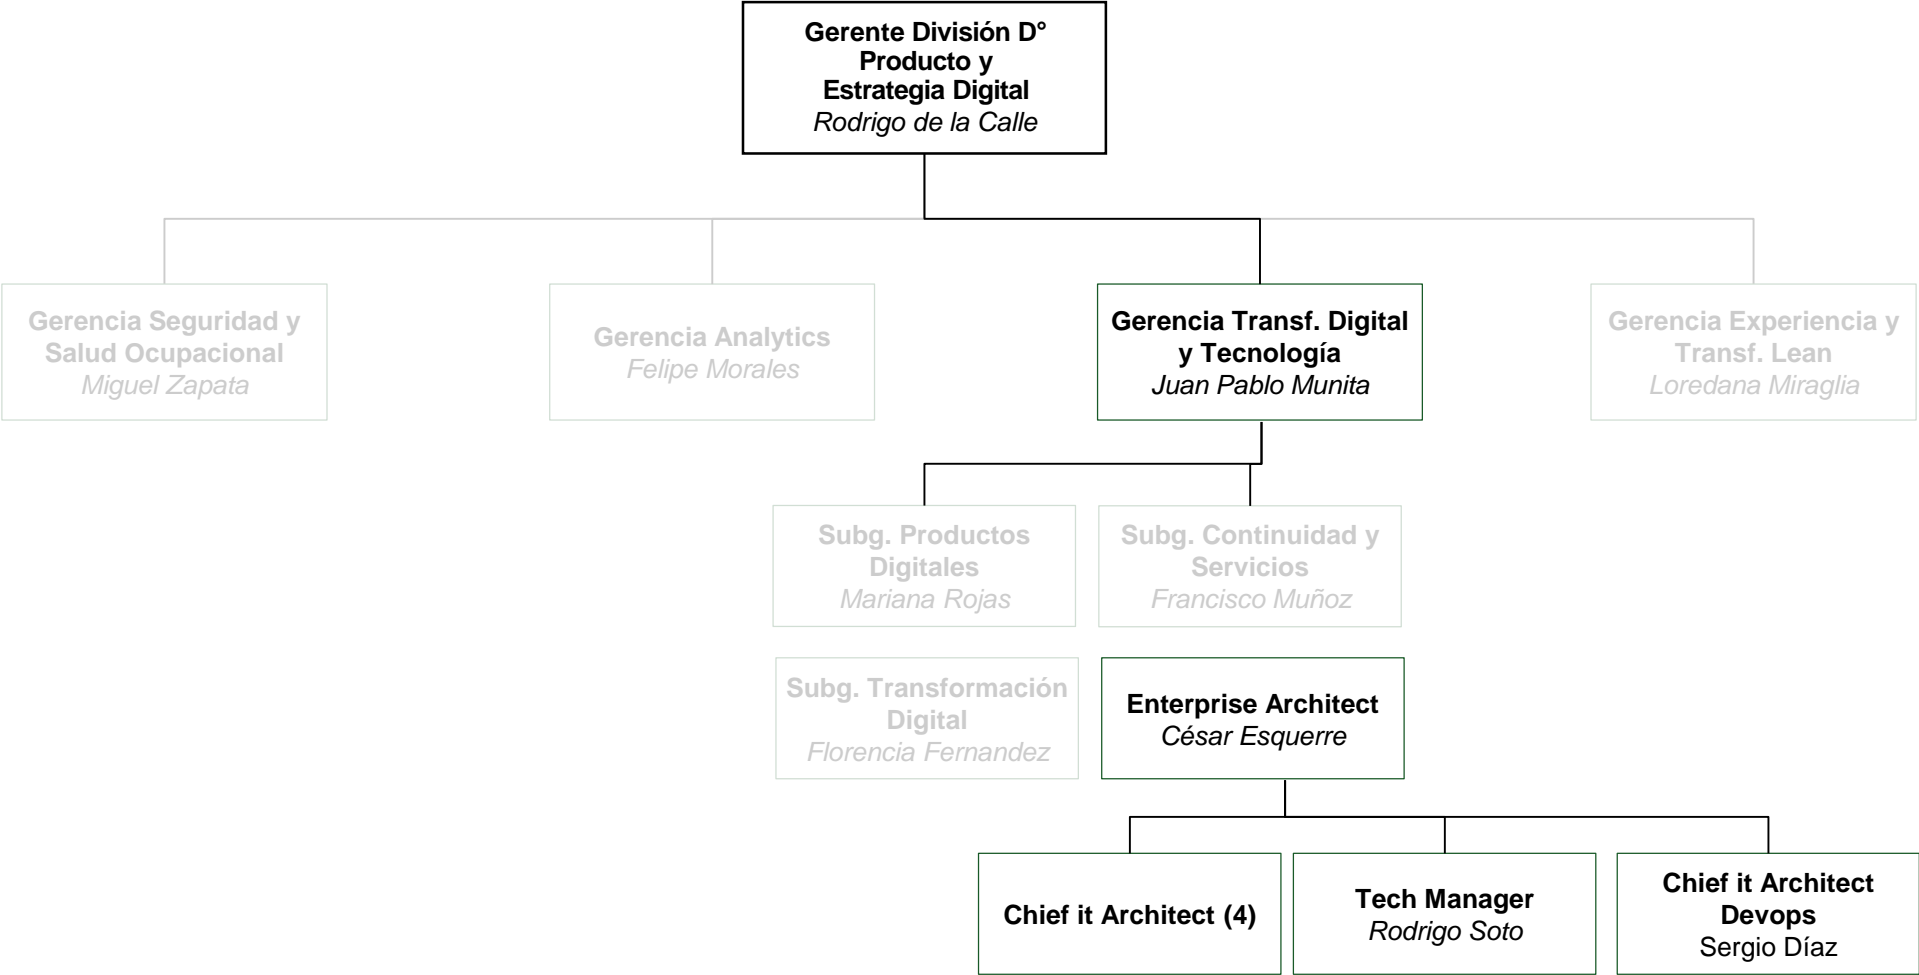 Gerente División D°
Producto y
Estrategia Digital
Rodrigo de la Calle
Gerencia Seguridad y
Salud Ocupacional
Miguel Zapata
Gerencia Analytics
Felipe Morales
Gerencia Transf. Digital
y Tecnología
Juan Pablo Munita
Gerencia Experiencia y
Transf. Lean
Loredana Miraglia
Subg. Productos
Digitales
Mariana Rojas
Subg. Continuidad y
Servicios
Francisco Muñoz
Subg. Transformación
Digital
Florencia Fernandez
Enterprise Architect
César Esquerre
Chief it Architect (4)
Tech Manager
Rodrigo Soto
Chief it Architect
Devops
Sergio Díaz